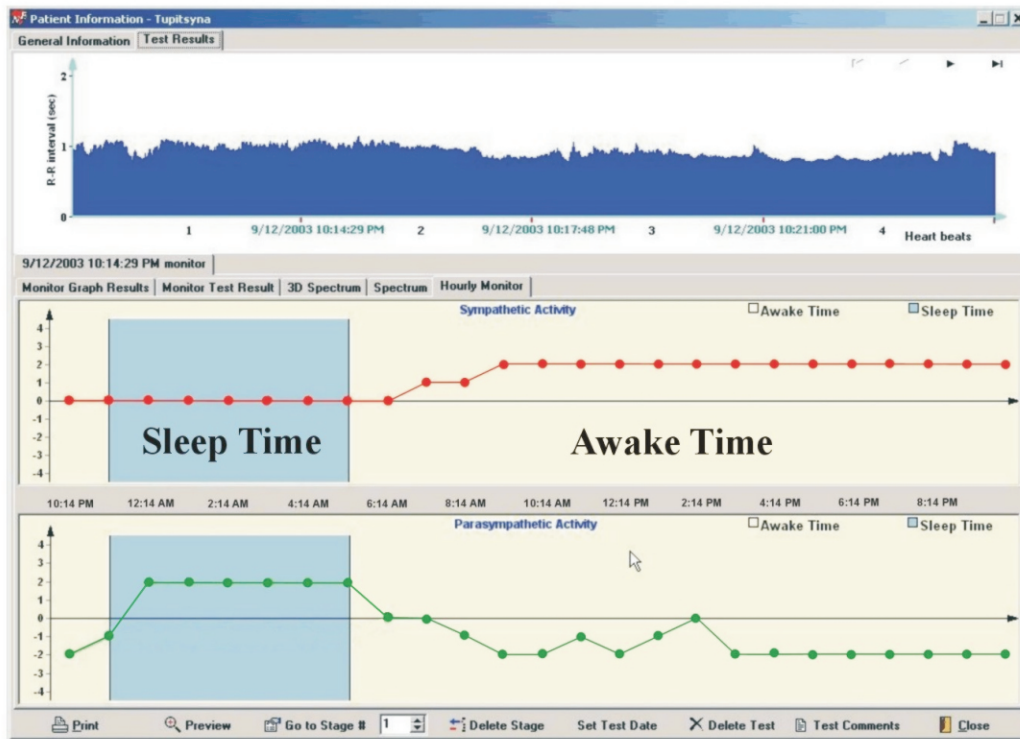 Patient Information - Tupitsyna
General Information Test Results
2
1
0
R-R interval (sec)
1 9/12/2003 10:14:29 PM 2 9/12/2003 10:17:48 PM 3 9/12/2003 10:21:00 PM 4 Heart beats
9/12/2003 10:14:29 PM monitor
Monitor Graph Results Monitor Test Result 3D Spectrum Spectrum Hourly Monitor
Sympathetic Activity Awake Time Sleep Time
4
3
2
1
0
-1
-2
-3
-4
Sleep Time Awake Time
10:14 PM 12:14 AM 2:14 AM 4:14 AM 6:14 AM 8:14 AM 10:14 AM 12:14 PM 2:14 PM 4:14 PM 6:14 PM 8:14 PM
Parasympathetic Activity Awake Time Sleep Time
4
3
2
1
0
-1
-2
-3
-4
Print Preview Go to Stage # 1 Delete Stage Set Test Date Delete Test Test Comments Close